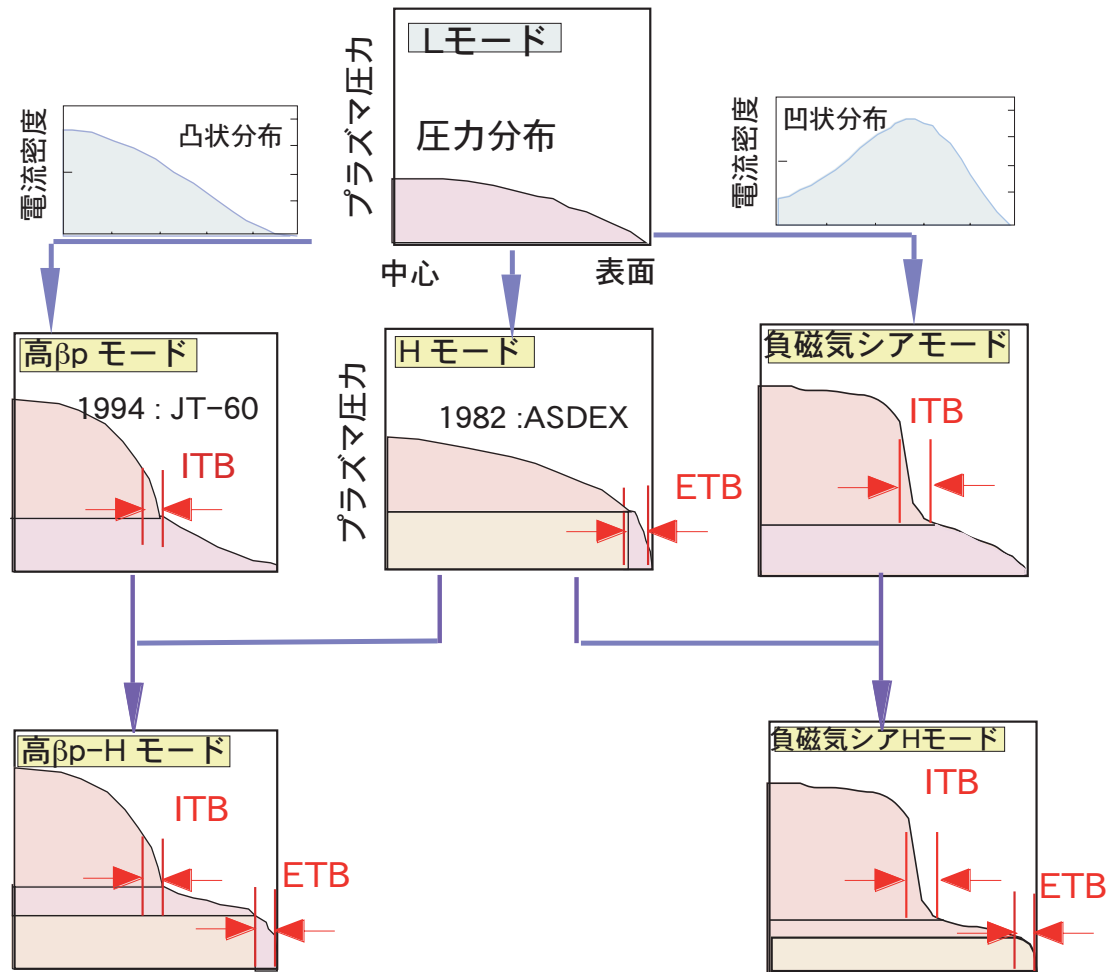 Lモード
プラズマ圧力
圧力分布
中心
表面
電流密度
凸状分布
電流密度
凹状分布
高βp モード
1994 : JT-60
ITB
プラズマ圧力
H モード
1982 :ASDEX
ETB
負磁気シアモード
ITB
高βp-H モード
ITB
ETB
負磁気シアHモード
ITB
ETB